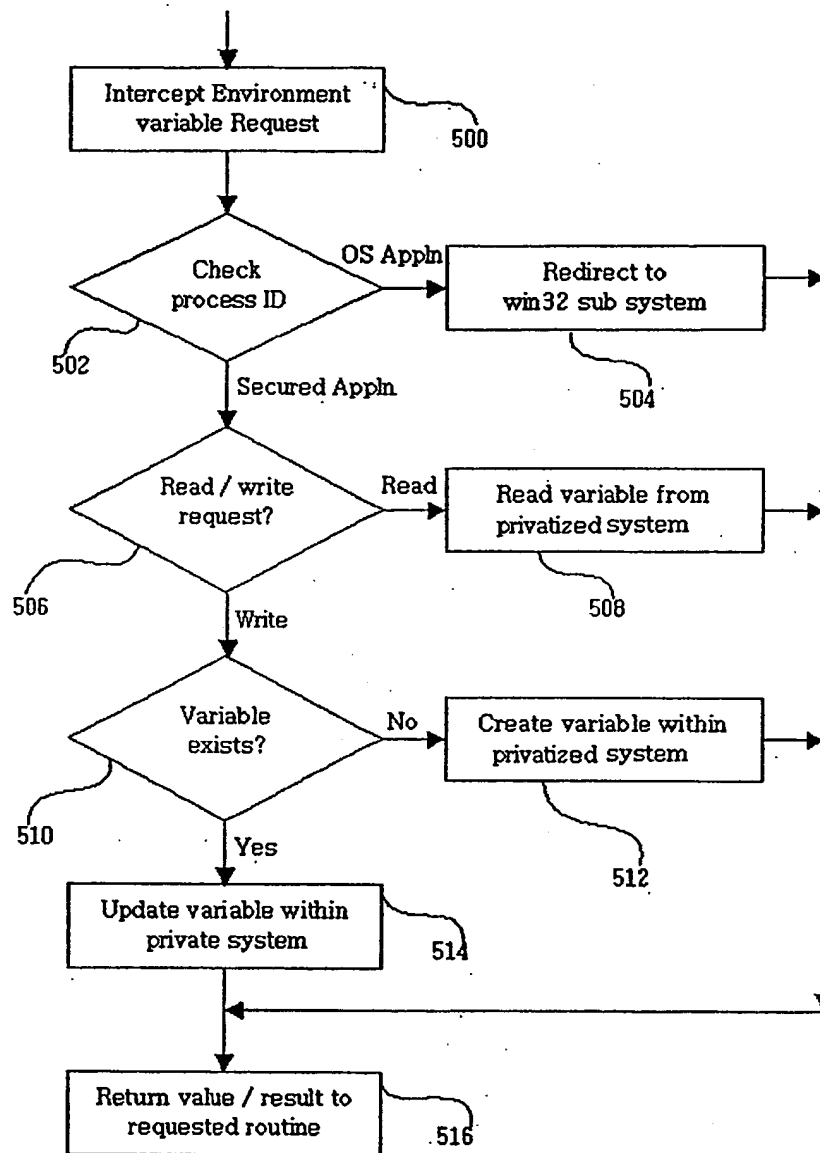 Intercept Environment
variable Request
500
Check
process ID
OS Appln
Redirect to
win32 sub system
502
504
Secured Appln
Read / write
request?
Read
Read variable from
privatized system
506
508
Write
Variable
exists?
No
Create variable within
privatized system
510
512
Yes
Update variable within
private system
514
Return value / result to
requested routine
516